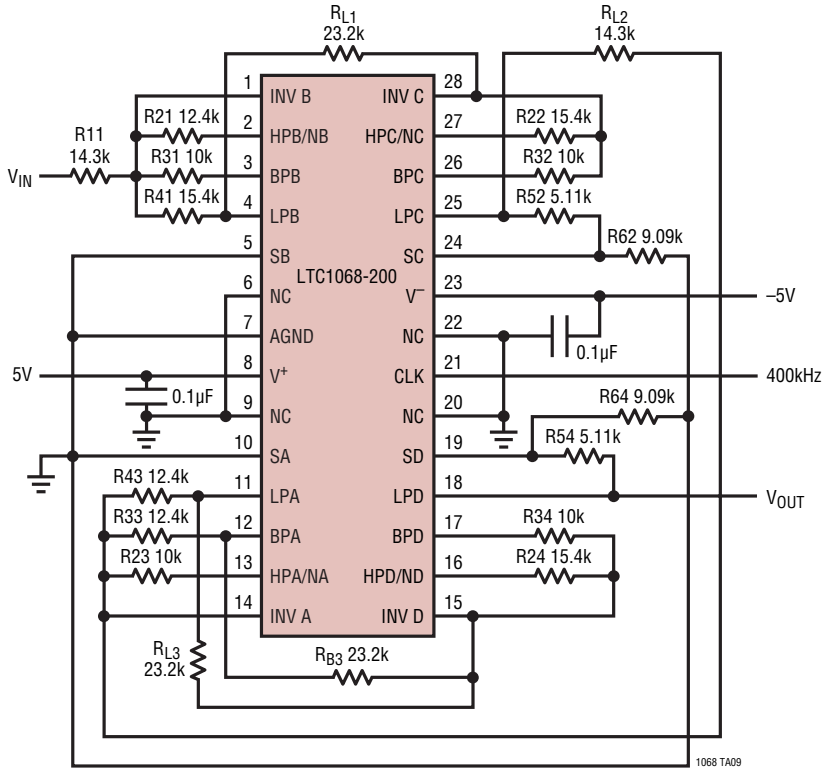 RL1
23.2k
RL2
14.3k
1
INV B
INV C
28
R21 12.4k
2
HPB/NB
HPC/NC
27
R22 15.4k
R11
14.3k
VIN
R31 10k
3
BPB
BPC
26
R32 10k
R41 15.4k
4
LPB
LPC
25
R52 5.11k
5
SB
SC
24
R62 9.09k
LTC1068-200
6
NC
V–
23
–5V
7
AGND
NC
22
0.1µF
5V
8
V+
CLK
21
400kHz
0.1µF
9
NC
NC
20
R64 9.09k
10
SA
SD
19
R54 5.11k
R43 12.4k
11
LPA
LPD
18
VOUT
R33 12.4k
12
BPA
BPD
17
R34 10k
R23 10k
13
HPA/NA
HPD/ND
16
R24 15.4k
14
INV A
INV D
15
RL3
23.2k
RB3 23.2k
1068 TA09